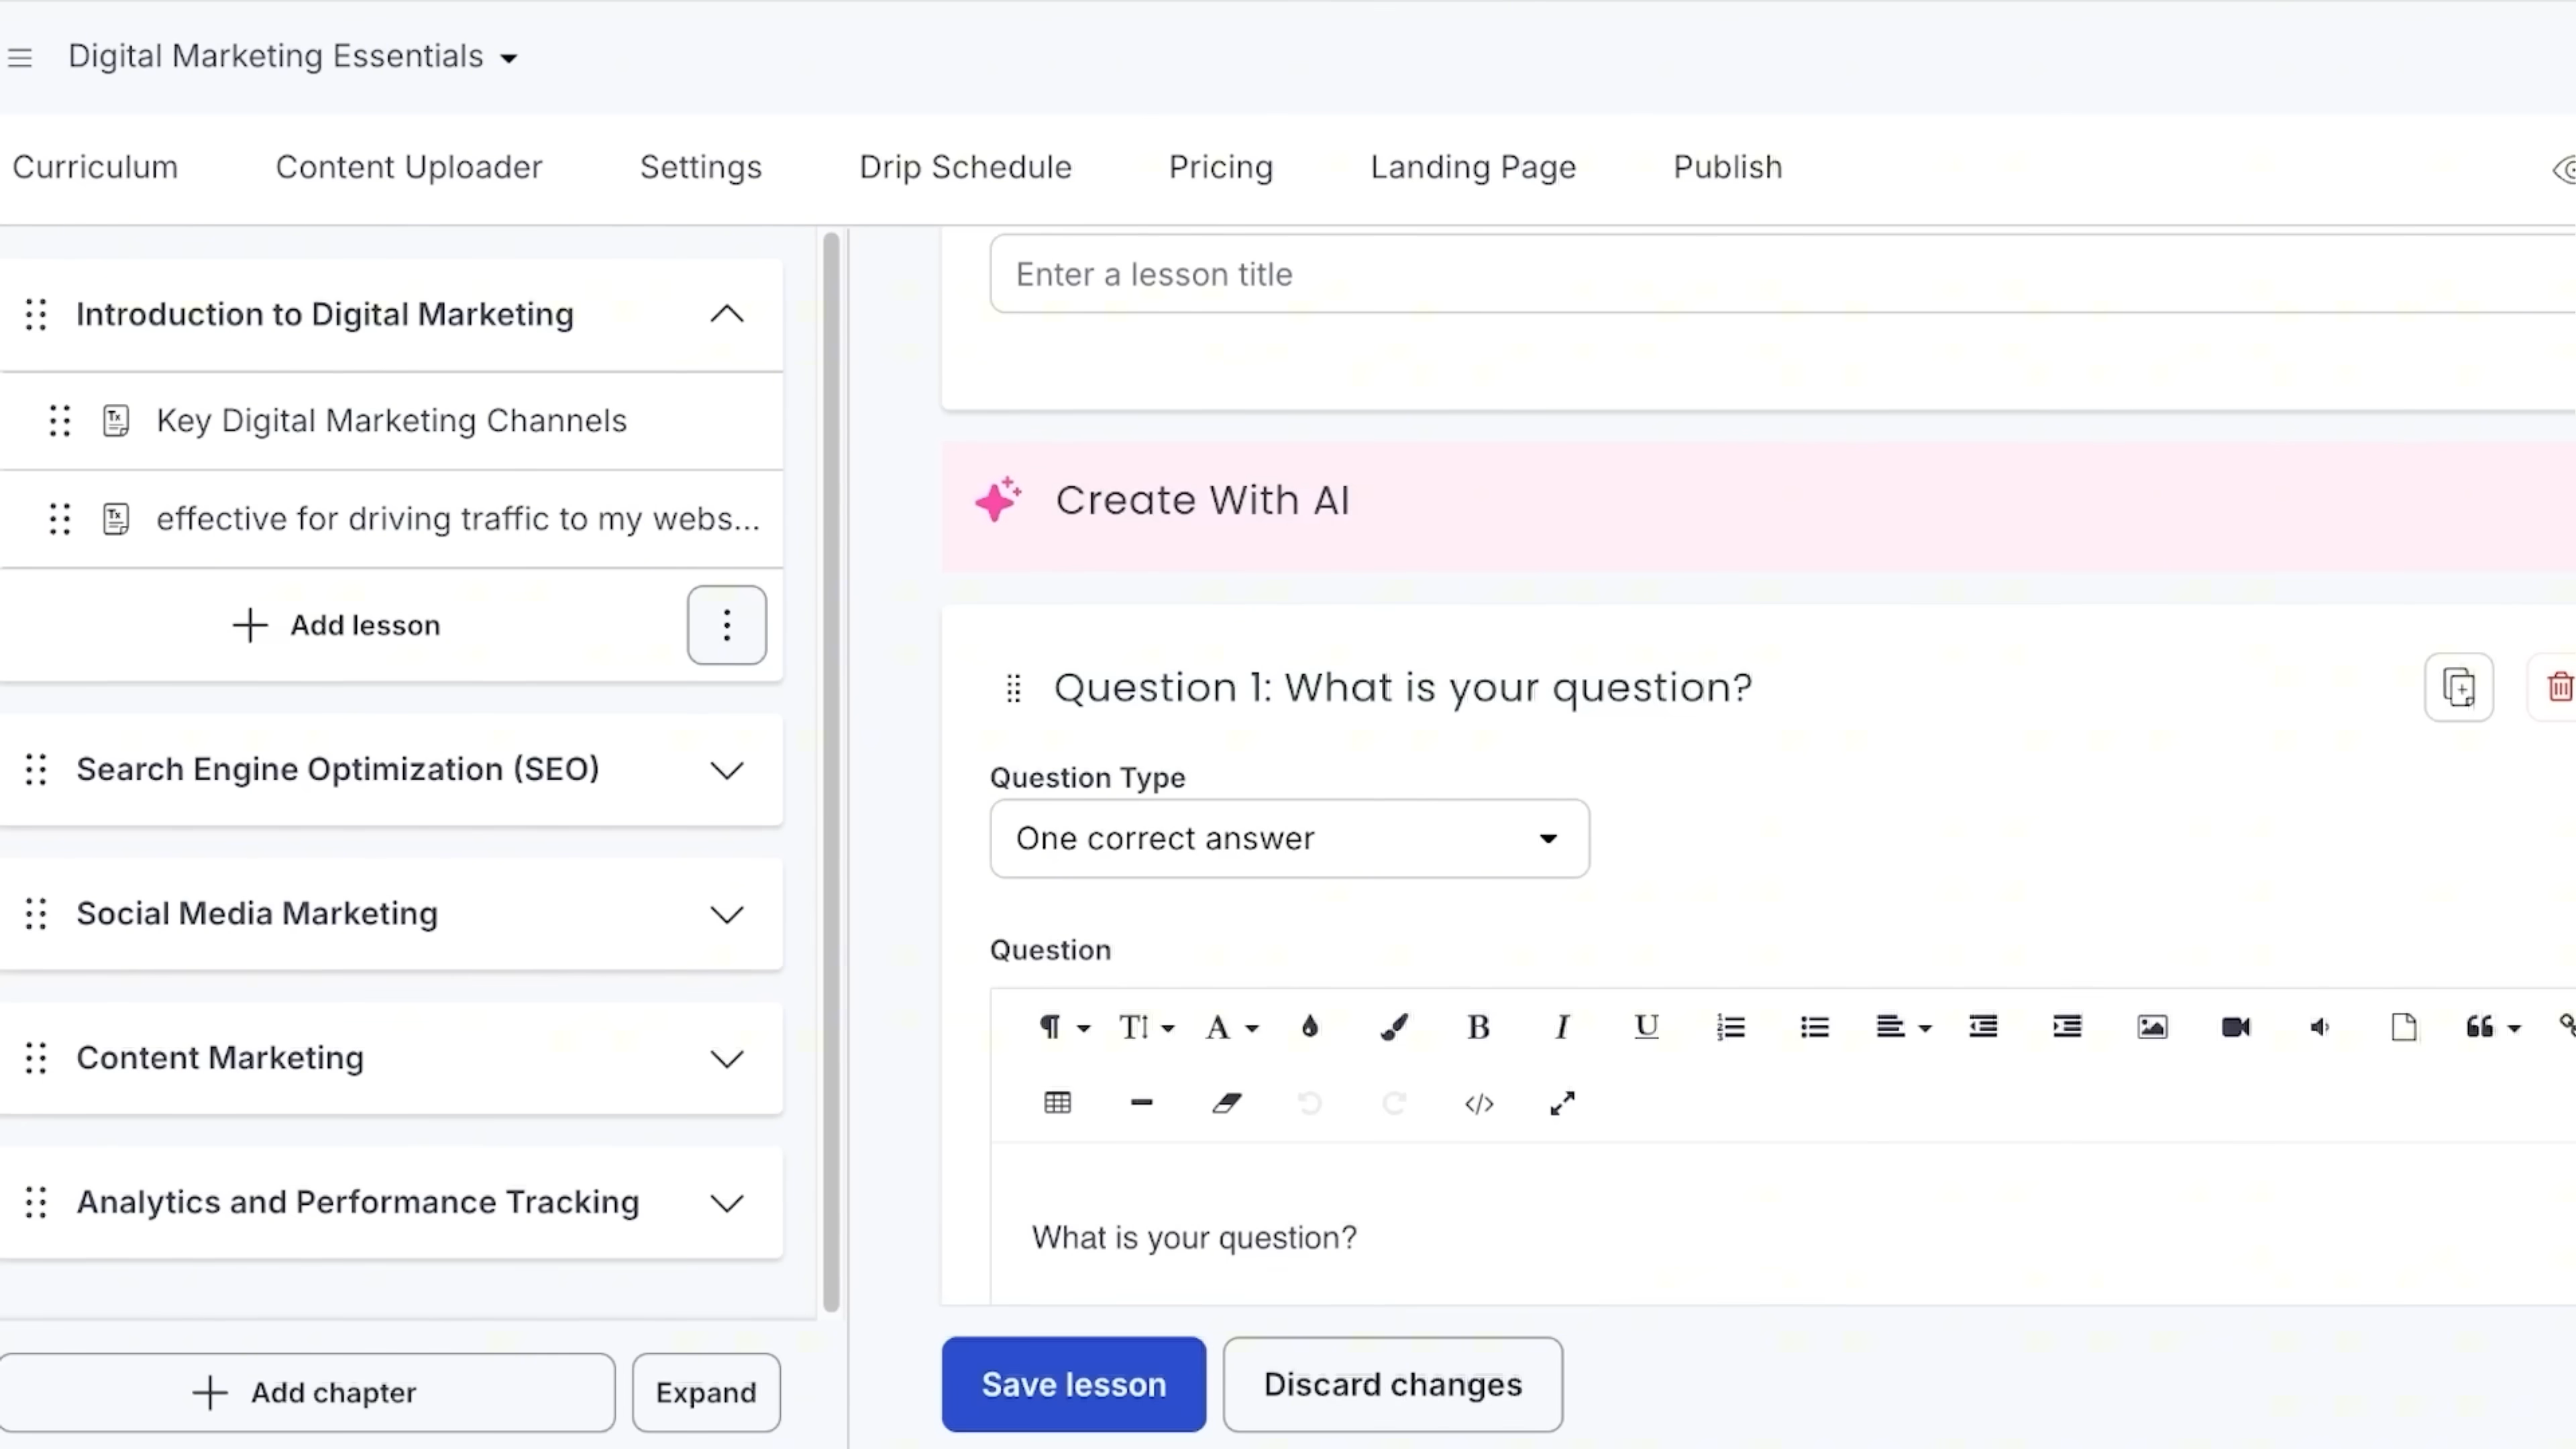 Digital Marketing Essentials
Curriculum
Content Uploader
Settings
Drip Schedule
Pricing
Landing Page
Publish
Introduction to Digital Marketing
Key Digital Marketing Channels
effective for driving traffic to my webs...
Add lesson
Search Engine Optimization (SEO)
Social Media Marketing
Content Marketing
Analytics and Performance Tracking
Add chapter
Expand
Enter a lesson title
Create With AI
Question 1: What is your question?
Question Type
One correct answer
Question
What is your question?
Save lesson
Discard changes